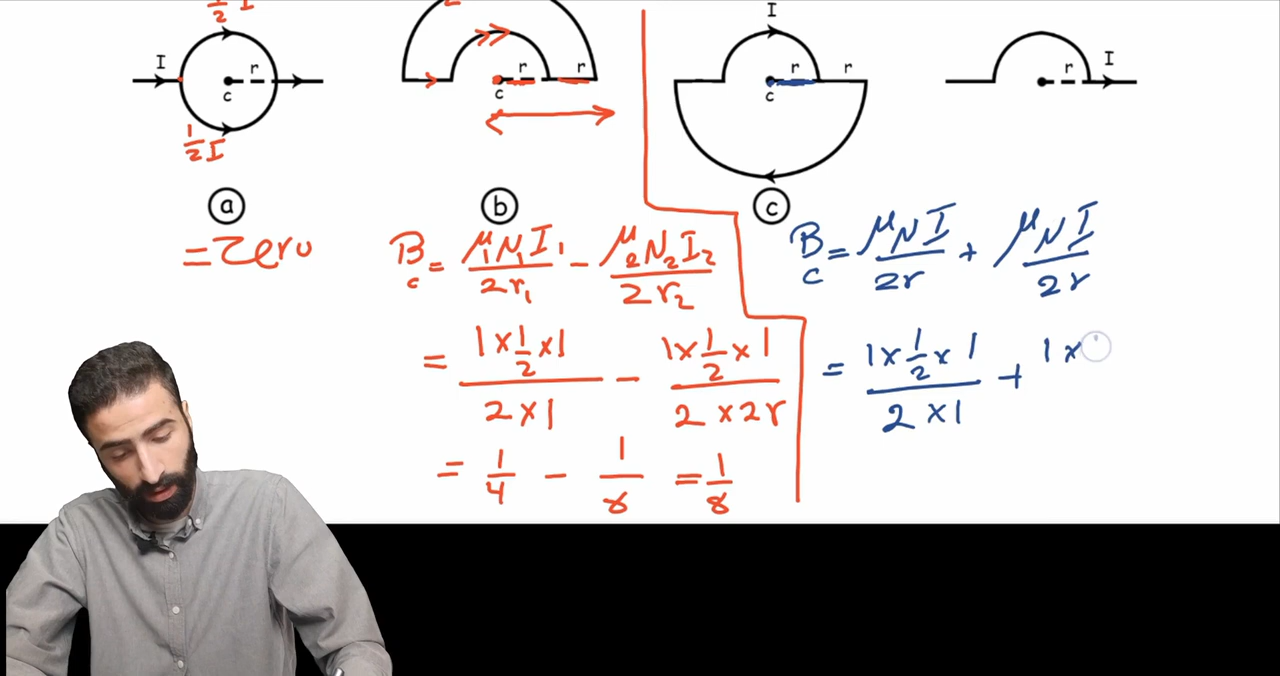 ½ I
I r c
½ I
r r c
I r r c
r I
a b c
= Zero
B_c = μ₁N₁I₁ / 2r₁ − μ₂N₂I₂ / 2r₂
= 1×½×1 / 2×1 − 1×½×1 / 2×2r
= 1/4 − 1/8 = 1/8
B_c = μNI / 2r + μNI / 2r
= 1×½×1 / 2×1 + 1×